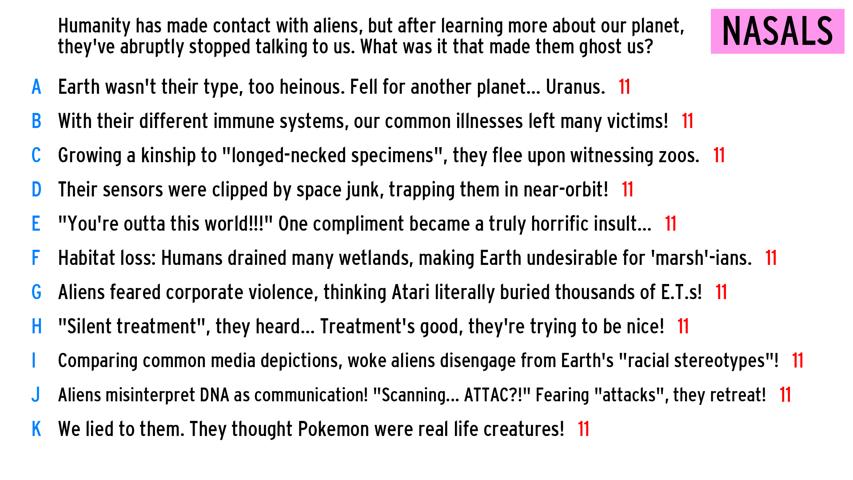 Humanity has made contact with aliens, but after learning more about our planet,
they've abruptly stopped talking to us. What was it that made them ghost us?
NASALS
A Earth wasn't their type, too heinous. Fell for another planet... Uranus. 11
B With their different immune systems, our common illnesses left many victims! 11
C Growing a kinship to "longed-necked specimens", they flee upon witnessing zoos. 11
D Their sensors were clipped by space junk, trapping them in near-orbit! 11
E "You're outta this world!!!" One compliment became a truly horrific insult... 11
F Habitat loss: Humans drained many wetlands, making Earth undesirable for 'marsh'-ians. 11
G Aliens feared corporate violence, thinking Atari literally buried thousands of E.T.s! 11
H "Silent treatment", they heard... Treatment's good, they're trying to be nice! 11
I Comparing common media depictions, woke aliens disengage from Earth's "racial stereotypes"! 11
J Aliens misinterpret DNA as communication! "Scanning... ATTAC?!" Fearing "attacks", they retreat! 11
K We lied to them. They thought Pokemon were real life creatures! 11